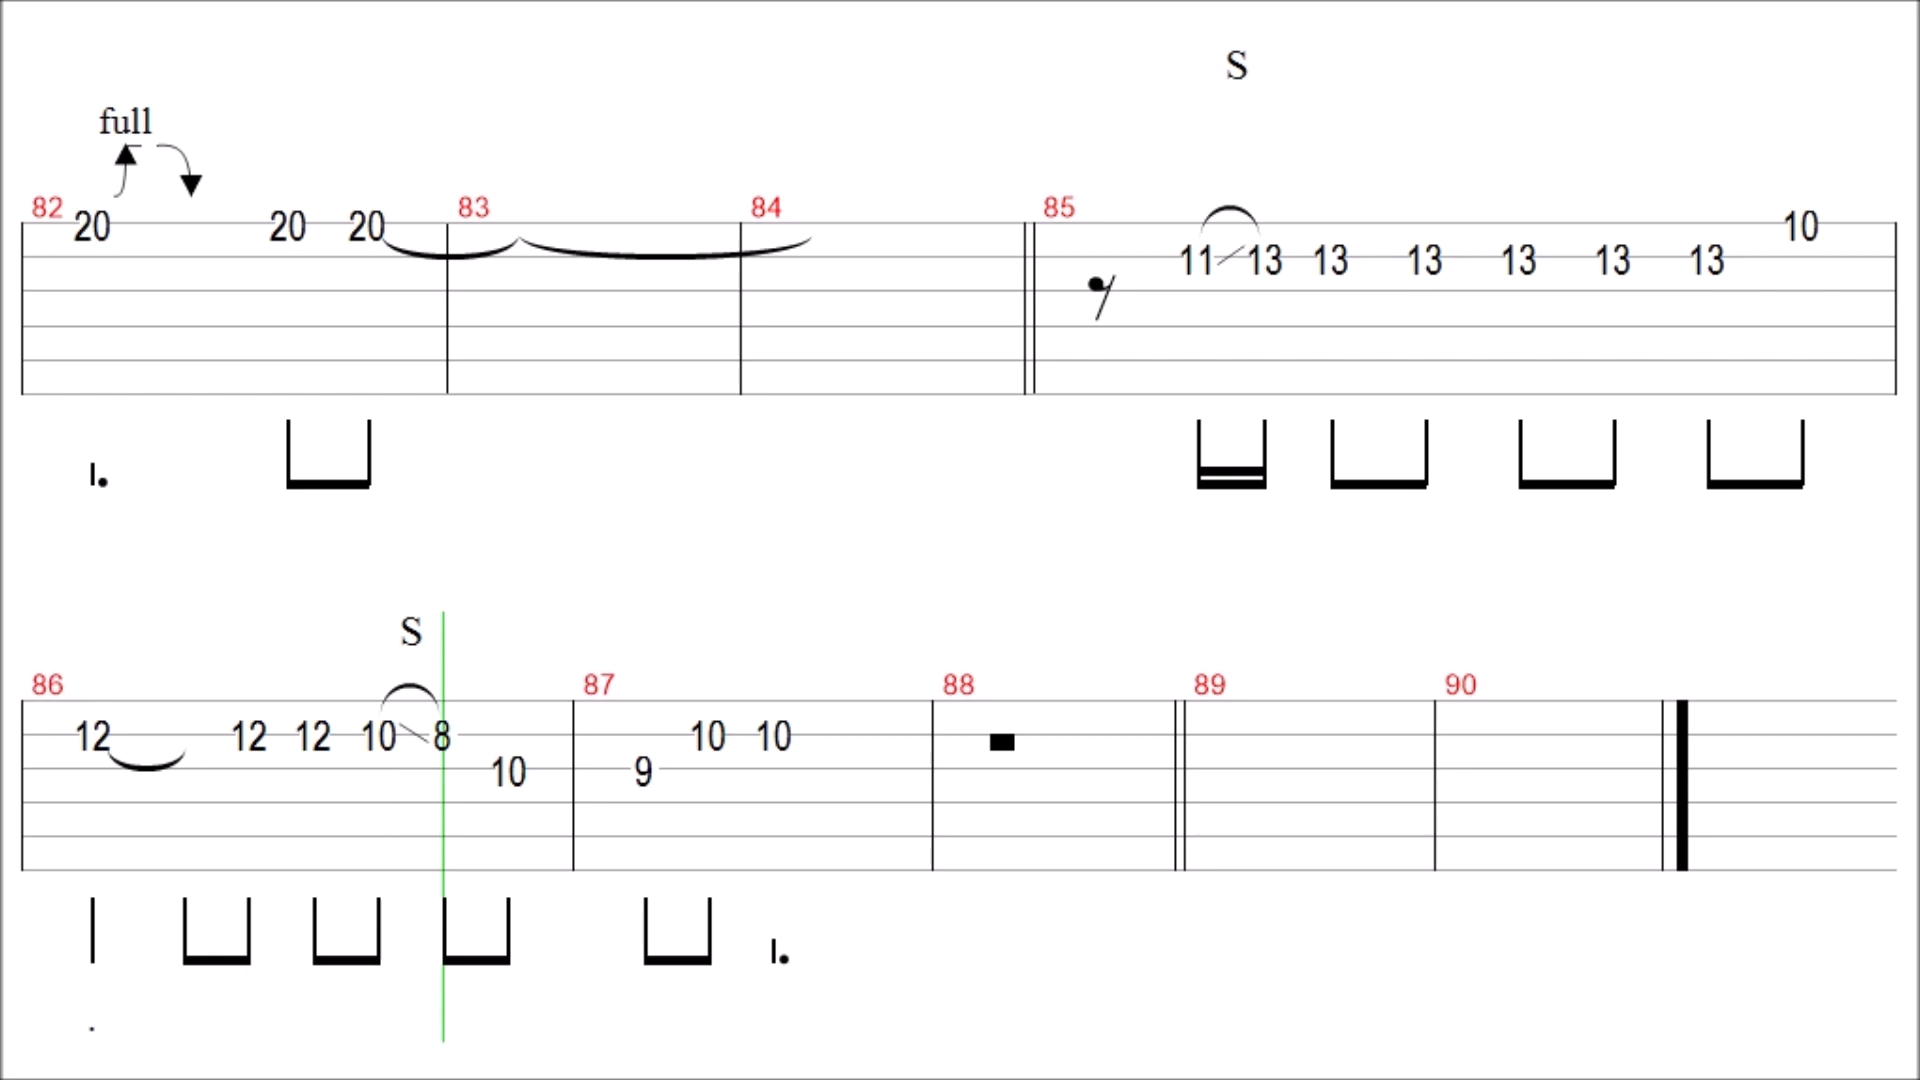 S
full
82 83 84 85
20 20 20 10
11 13 13 13 13 13 13
S
86 87 88 89 90
12 12 12 10 8 10 10
10 9